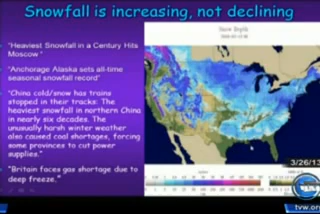 Snowfall is increasing, not declining
"Heaviest Snowfall in a Century Hits
Moscow"
"Anchorage Alaska sets all-time
seasonal snowfall record"
"China cold/snow has trains
stopped in their tracks: The
heaviest snowfall in northern China
in nearly six decades. The
unusually harsh winter weather
also caused coal shortages, forcing
some provinces to cut power
supplies."
"Britain faces gas shortage due to
deep freeze."
Snow Depth
3/26/13
www.tvw.org